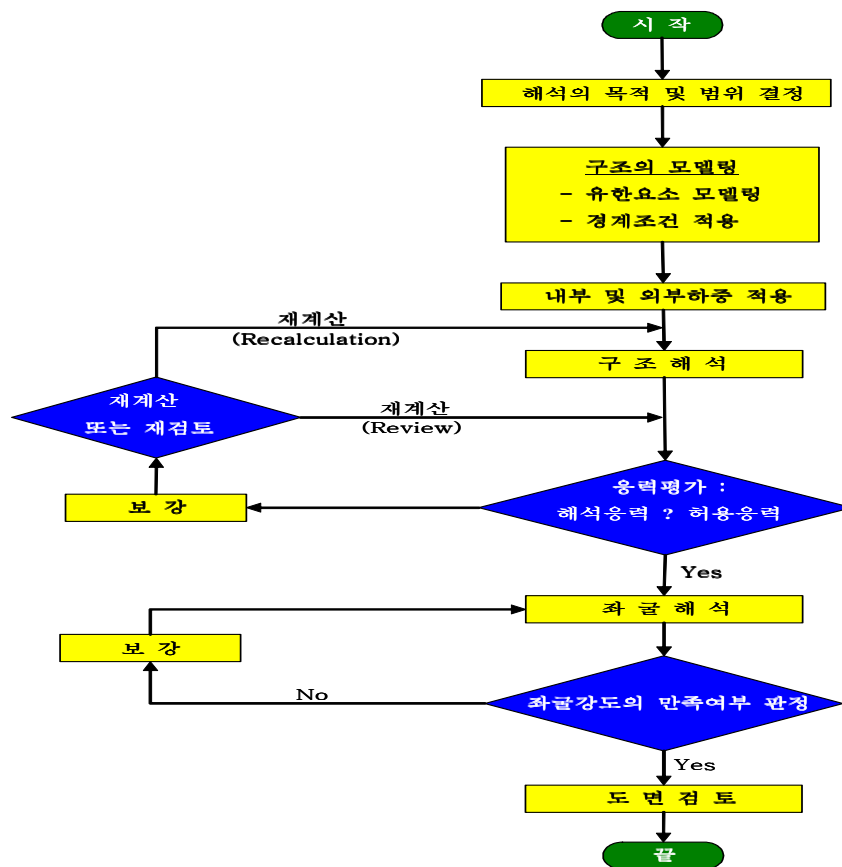 시 작
해석의 목적 및 범위 결정
구조의 모델링
- 유한요소 모델링
- 경계조건 적용
내부 및 외부하중 적용
재계산
(Recalculation)
구 조 해 석
재계산
또는 재검토
재계산
(Review)
보 강
응력평가 :
해석응력 ? 허용응력
Yes
좌 굴 해 석
보 강
No
좌굴강도의 만족여부 판정
Yes
도 면 검 토
끝